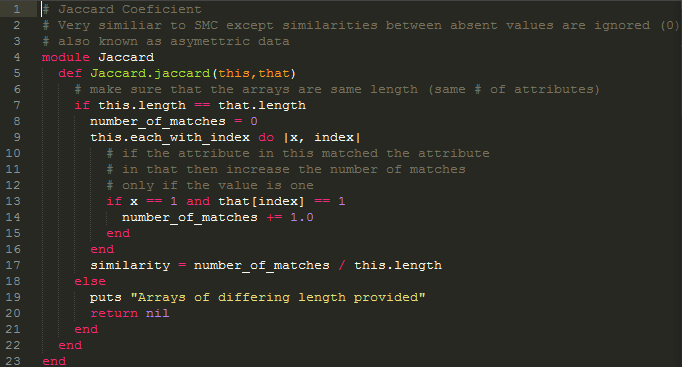 1 # Jaccard Coeficient
2 # Very similiar to SMC except similarities between absent values are ignored (0)
3 # also known as asymettric data
4 module Jaccard
5   def Jaccard.jaccard(this,that)
6     # make sure that the arrays are same length (same # of attributes)
7     if this.length == that.length
8       number_of_matches = 0
9       this.each_with_index do |x, index|
10         # if the attribute in this matched the attribute
11         # in that then increase the number of matches
12         # only if the value is one
13         if x == 1 and that[index] == 1
14           number_of_matches += 1.0
15         end
16       end
17       similarity = number_of_matches / this.length
18     else
19       puts "Arrays of differing length provided"
20       return nil
21     end
22   end
23 end